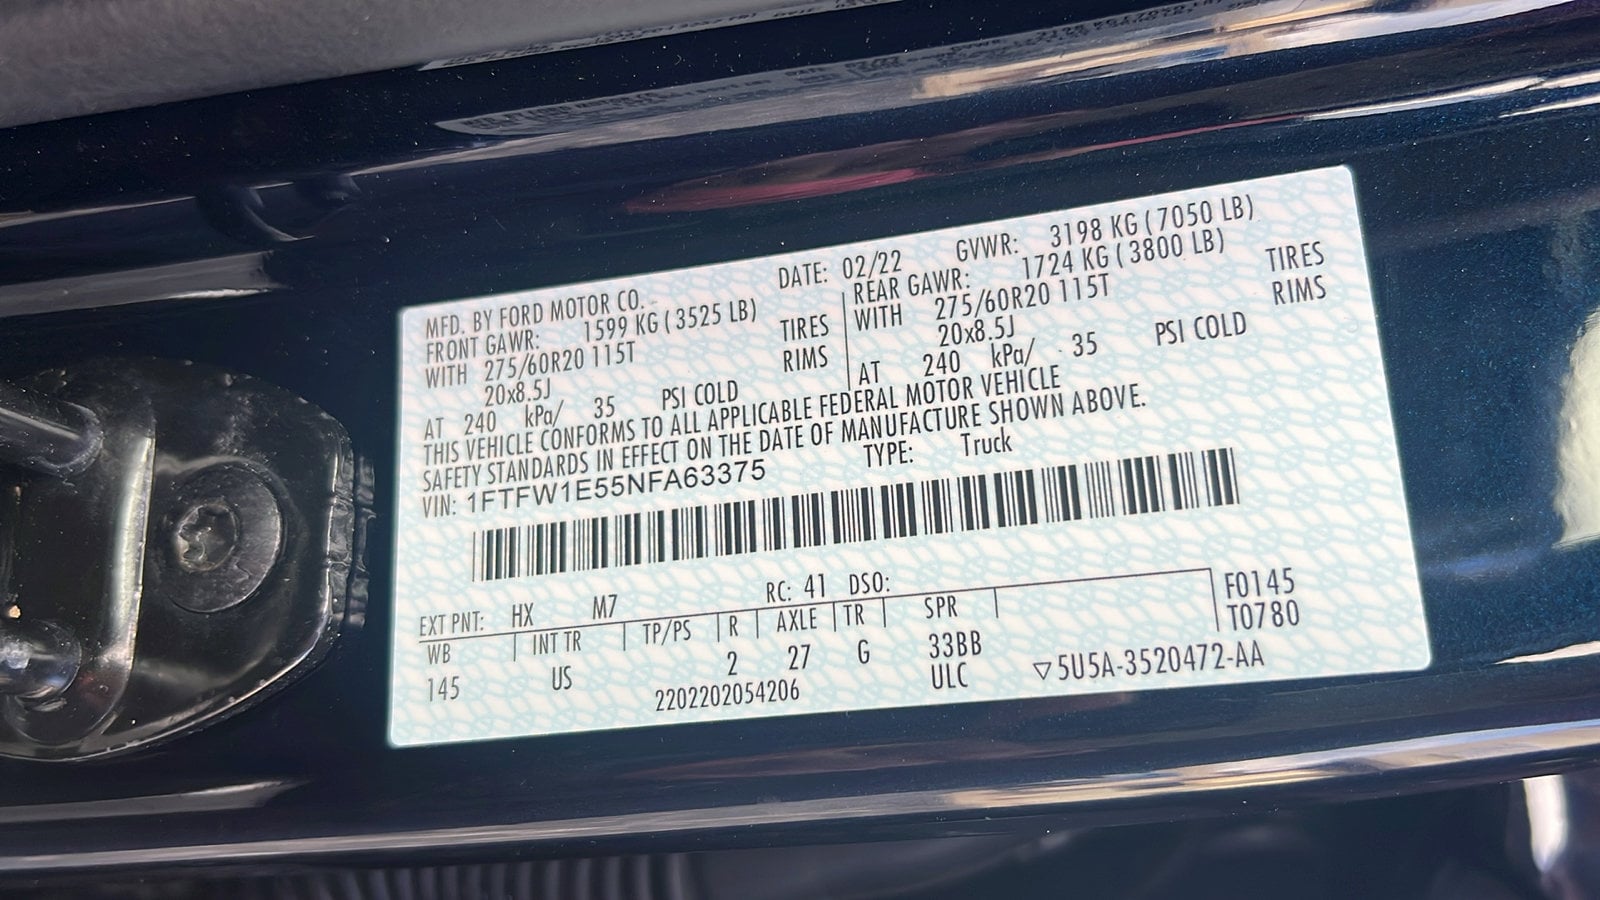 MFD. BY FORD MOTOR CO. DATE: 02/22 GVWR: 3198 KG (7050 LB)
FRONT GAWR: 1599 KG (3525 LB) REAR GAWR: 1724 KG (3800 LB)
WITH 275/60R20 115T TIRES WITH 275/60R20 115T TIRES
20x8.5J RIMS 20x8.5J RIMS
AT 240 kPa/ 35 PSI COLD AT 240 kPa/ 35 PSI COLD
THIS VEHICLE CONFORMS TO ALL APPLICABLE FEDERAL MOTOR VEHICLE
SAFETY STANDARDS IN EFFECT ON THE DATE OF MANUFACTURE SHOWN ABOVE.
VIN: 1FTFW1E55NFA63375 TYPE: Truck
EXT PNT: HX M7 RC: 41 DSO: F0145
WB INT TR TP/PS R AXLE TR SPR T0780
145 US 2 27 G 33BB
2202202054206 ULC ▽5U5A-3520472-AA